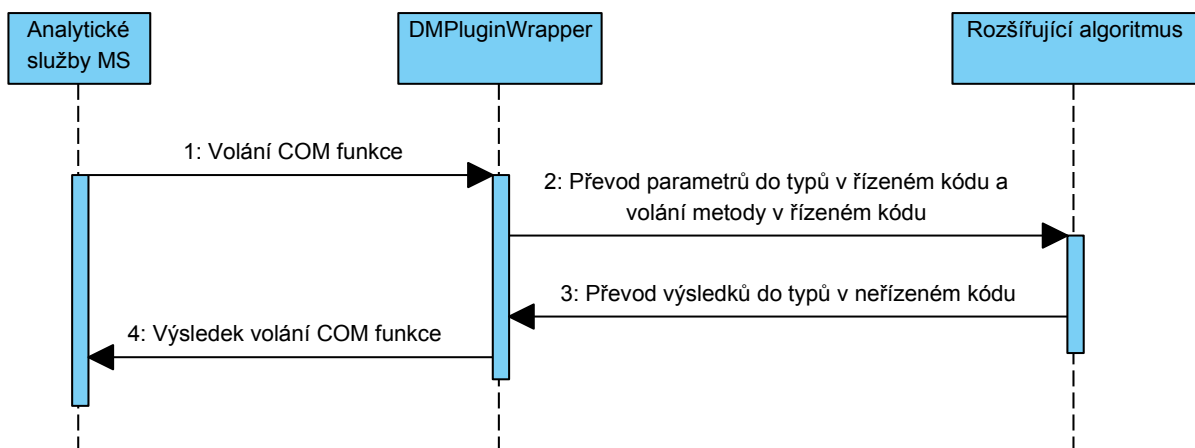 Analytické
služby MS
DMPluginWrapper
Rozšířující algoritmus
1: Volání COM funkce
2: Převod parametrů do typů v řízeném kódu a
volání metody v řízeném kódu
3: Převod výsledků do typů v neřízeném kódu
4: Výsledek volání COM funkce